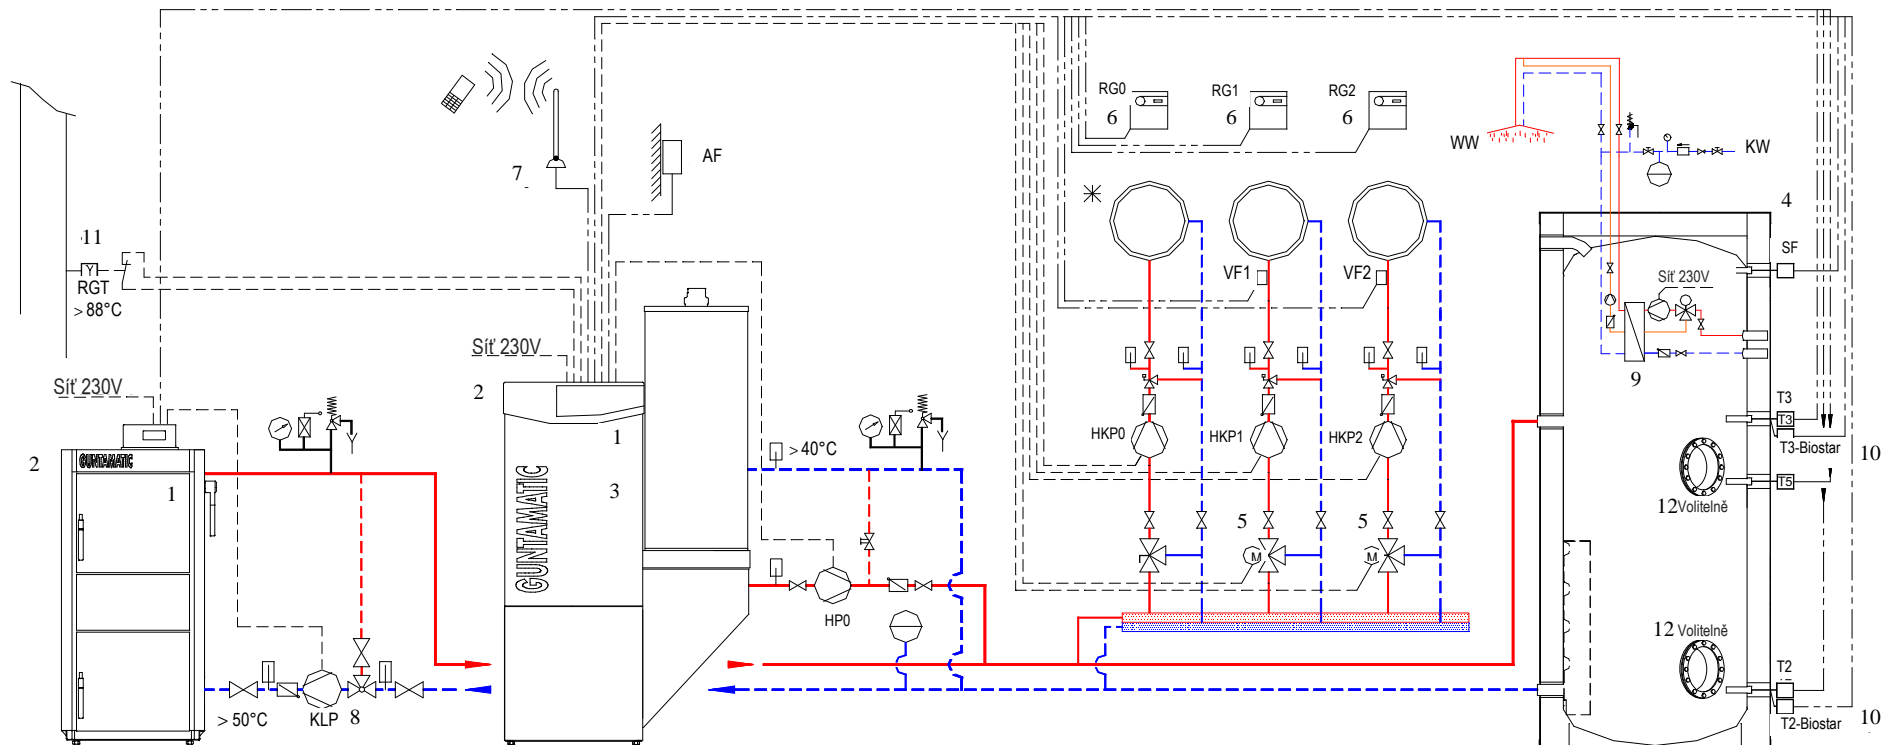 RG0
RG1
RG2
6
6
6
WW
KW
7
AF
4
11
RGT
> 88°C
VF1
VF2
SF
Síť 230V
9
Síť 230V
2
1
Síť 230V
HKP0
HKP1
HKP2
T3
T3
T3-Biostar
10
> 40°C
2
GUNTAMATIC
1
3
GUNTAMATIC
T5
12 Volitelně
5
5
M
M
HP0
12 Volitelně
T2
T2-Biostar
10
> 50°C
KLP
8
Y